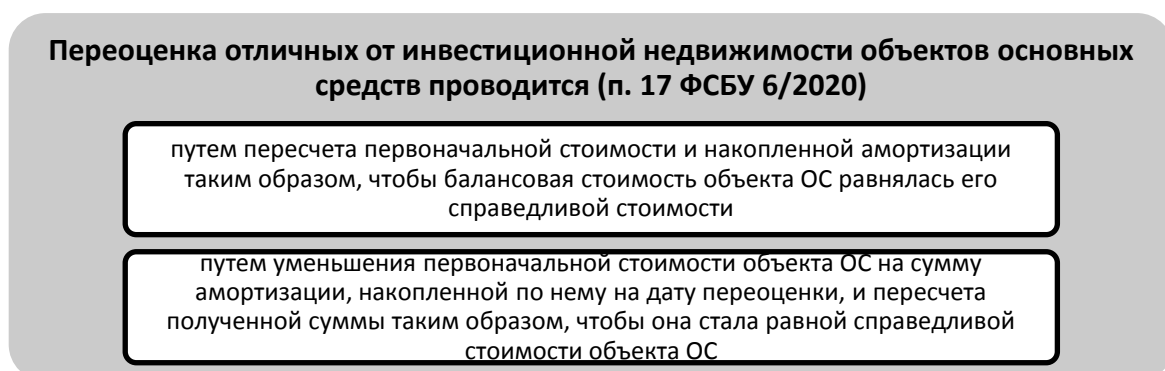 Переоценка отличных от инвестиционной недвижимости объектов основных
средств проводится (п. 17 ФСБУ 6/2020)
путем пересчета первоначальной стоимости и накопленной амортизации
таким образом, чтобы балансовая стоимость объекта ОС равнялась его
справедливой стоимости
путем уменьшения первоначальной стоимости объекта ОС на сумму
амортизации, накопленной по нему на дату переоценки, и пересчета
полученной суммы таким образом, чтобы она стала равной справедливой
стоимости объекта ОС